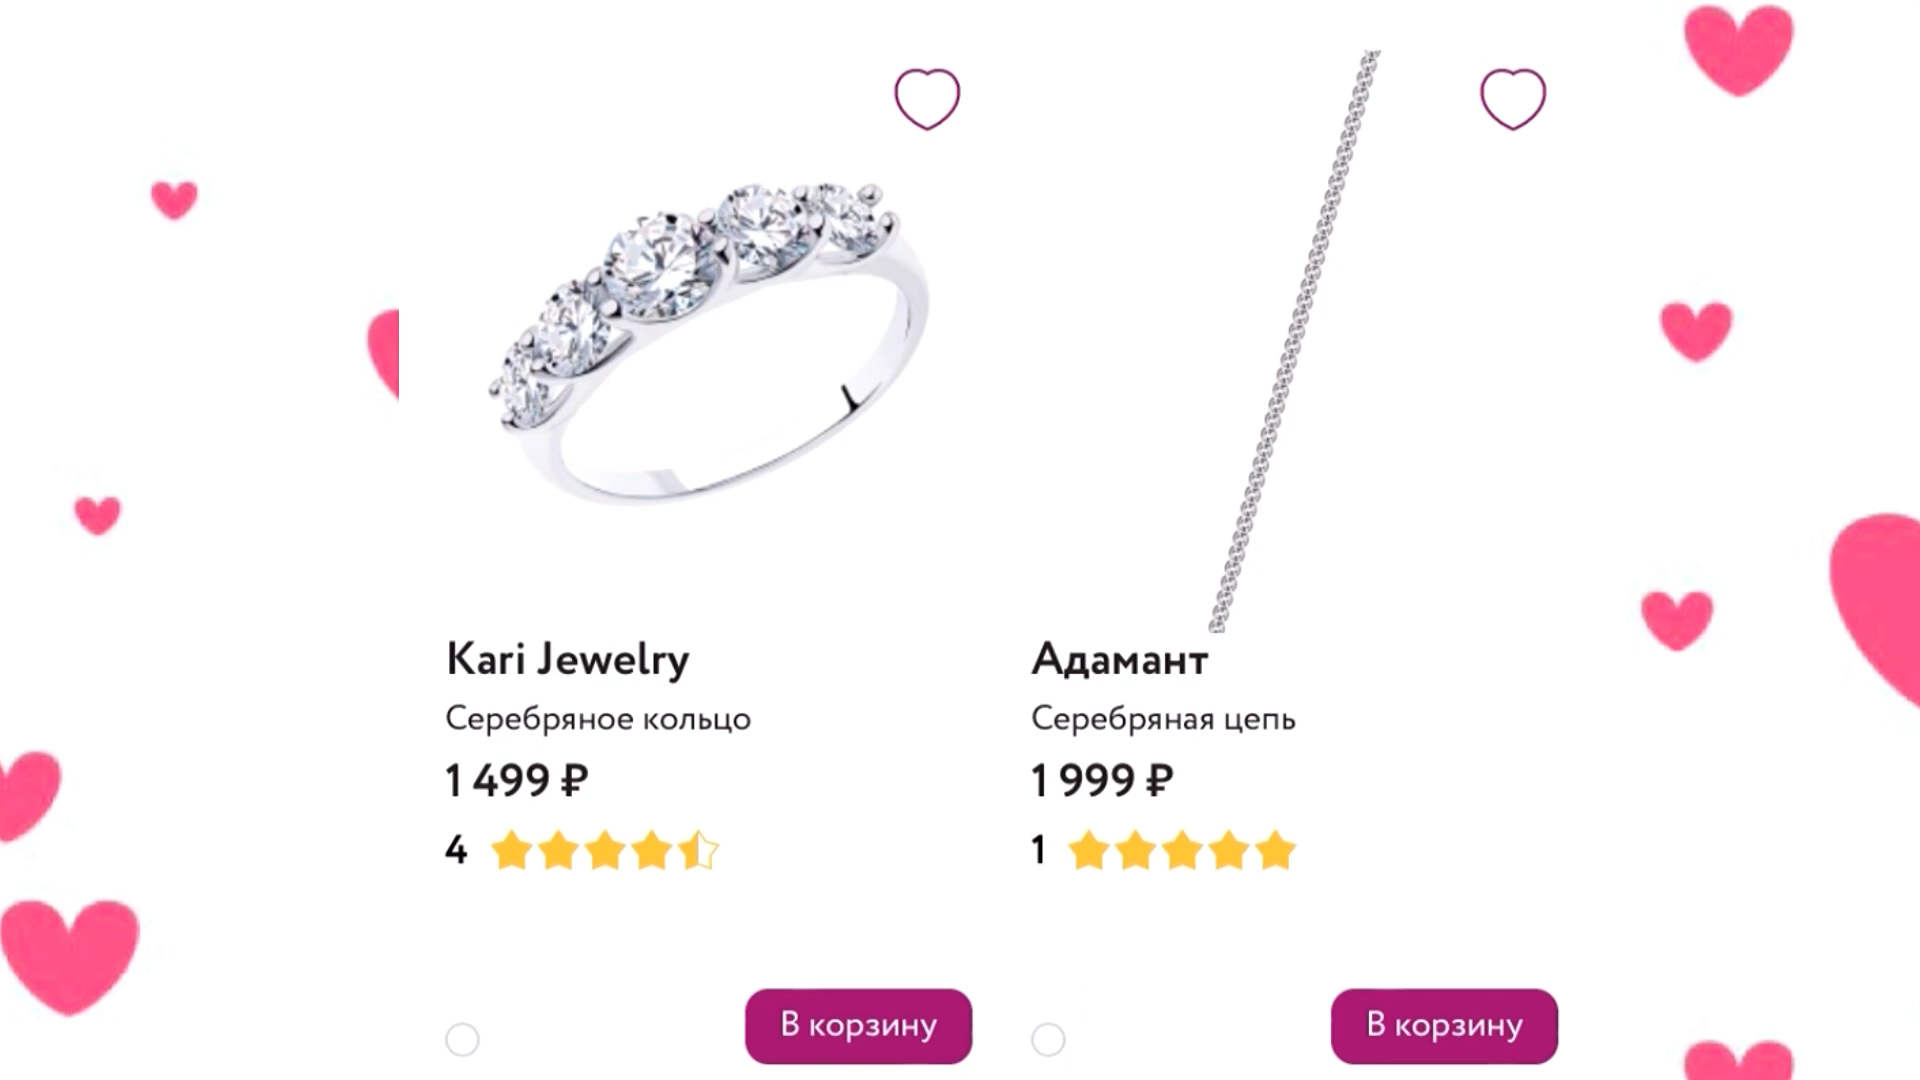 Kari Jewelry
Серебряное кольцо
1 499 ₽
4
В корзину
Адамант
Серебряная цепь
1 999 ₽
1
В корзину